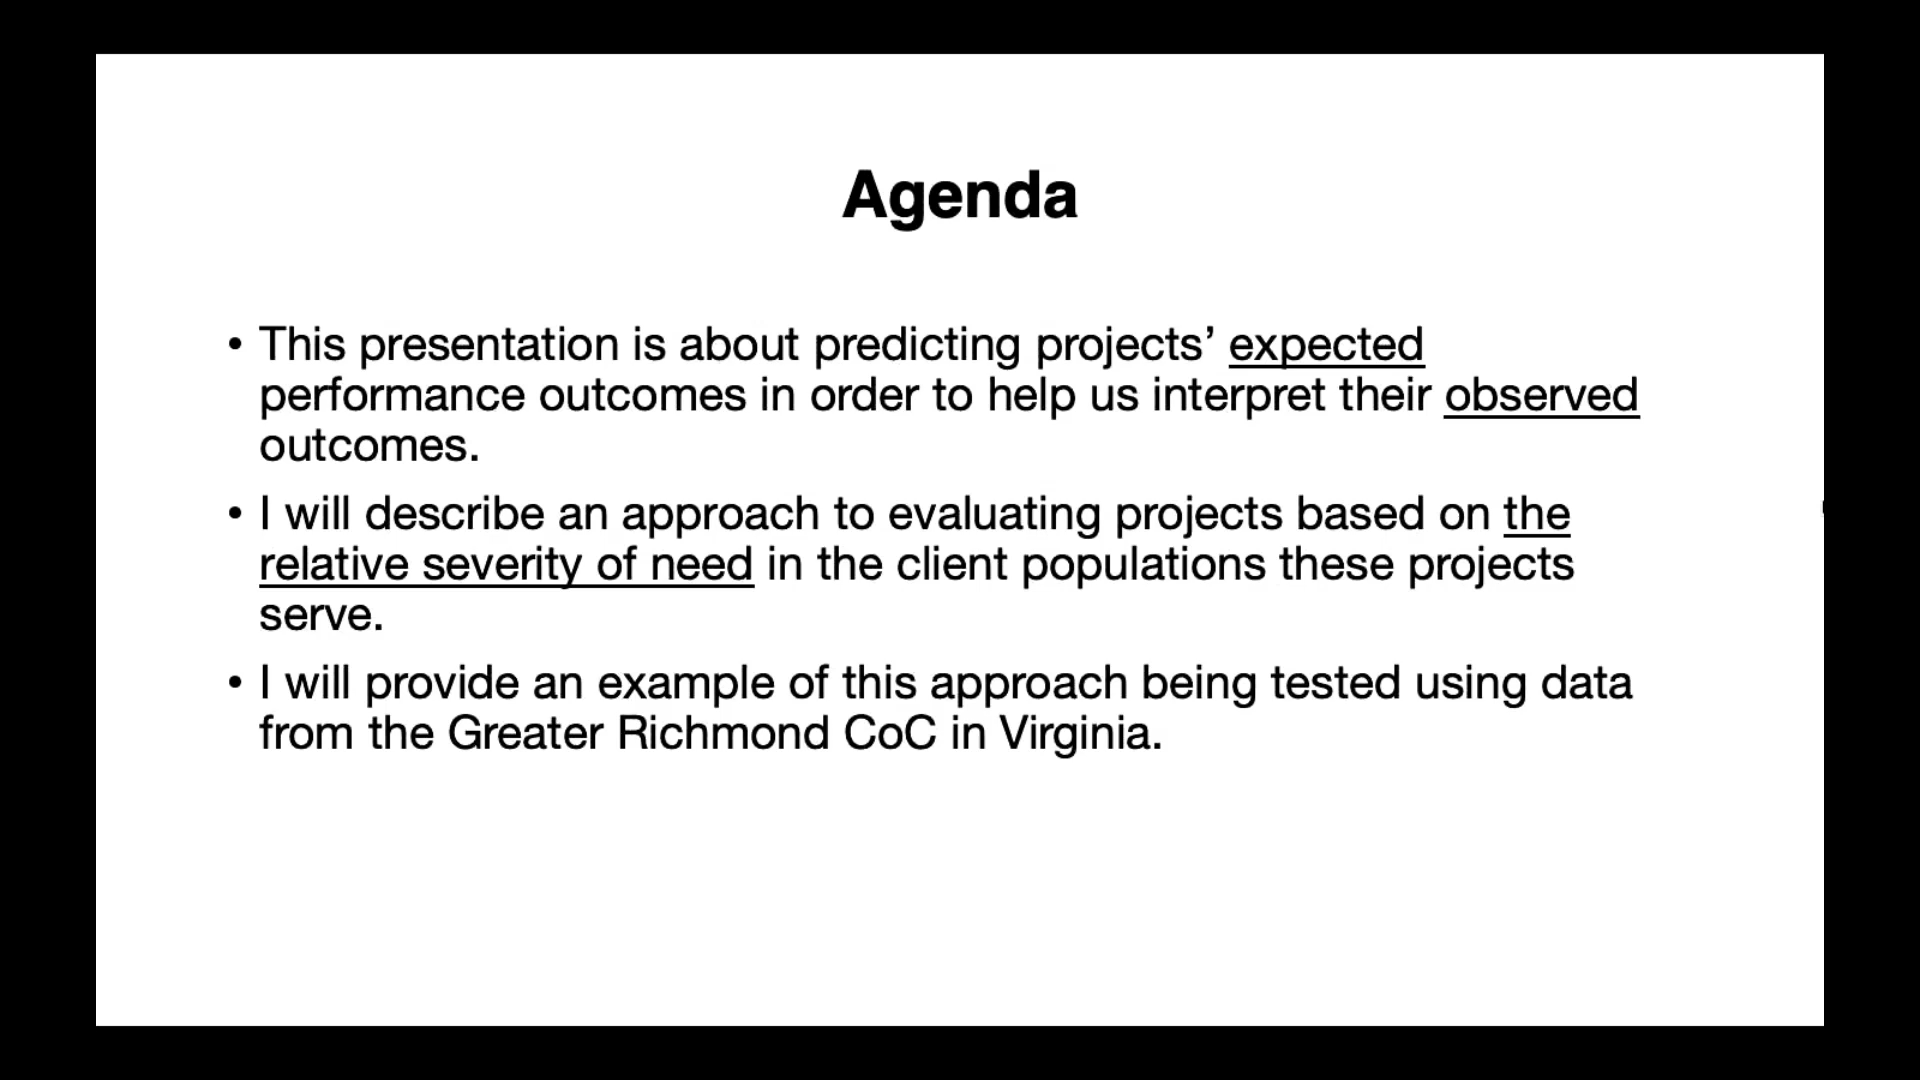 Agenda
• This presentation is about predicting projects’ expected
performance outcomes in order to help us interpret their observed
outcomes.
• I will describe an approach to evaluating projects based on the
relative severity of need in the client populations these projects
serve.
• I will provide an example of this approach being tested using data
from the Greater Richmond CoC in Virginia.